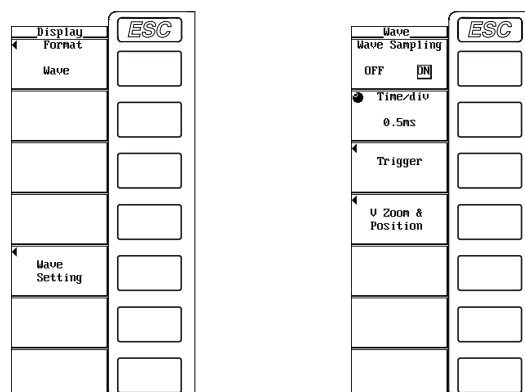 Display
Format
Wave
Wave
Setting
ESC
Wave
Wave Sampling
OFF ON
Time/div
0.5ms
Trigger
V Zoom &
Position
ESC